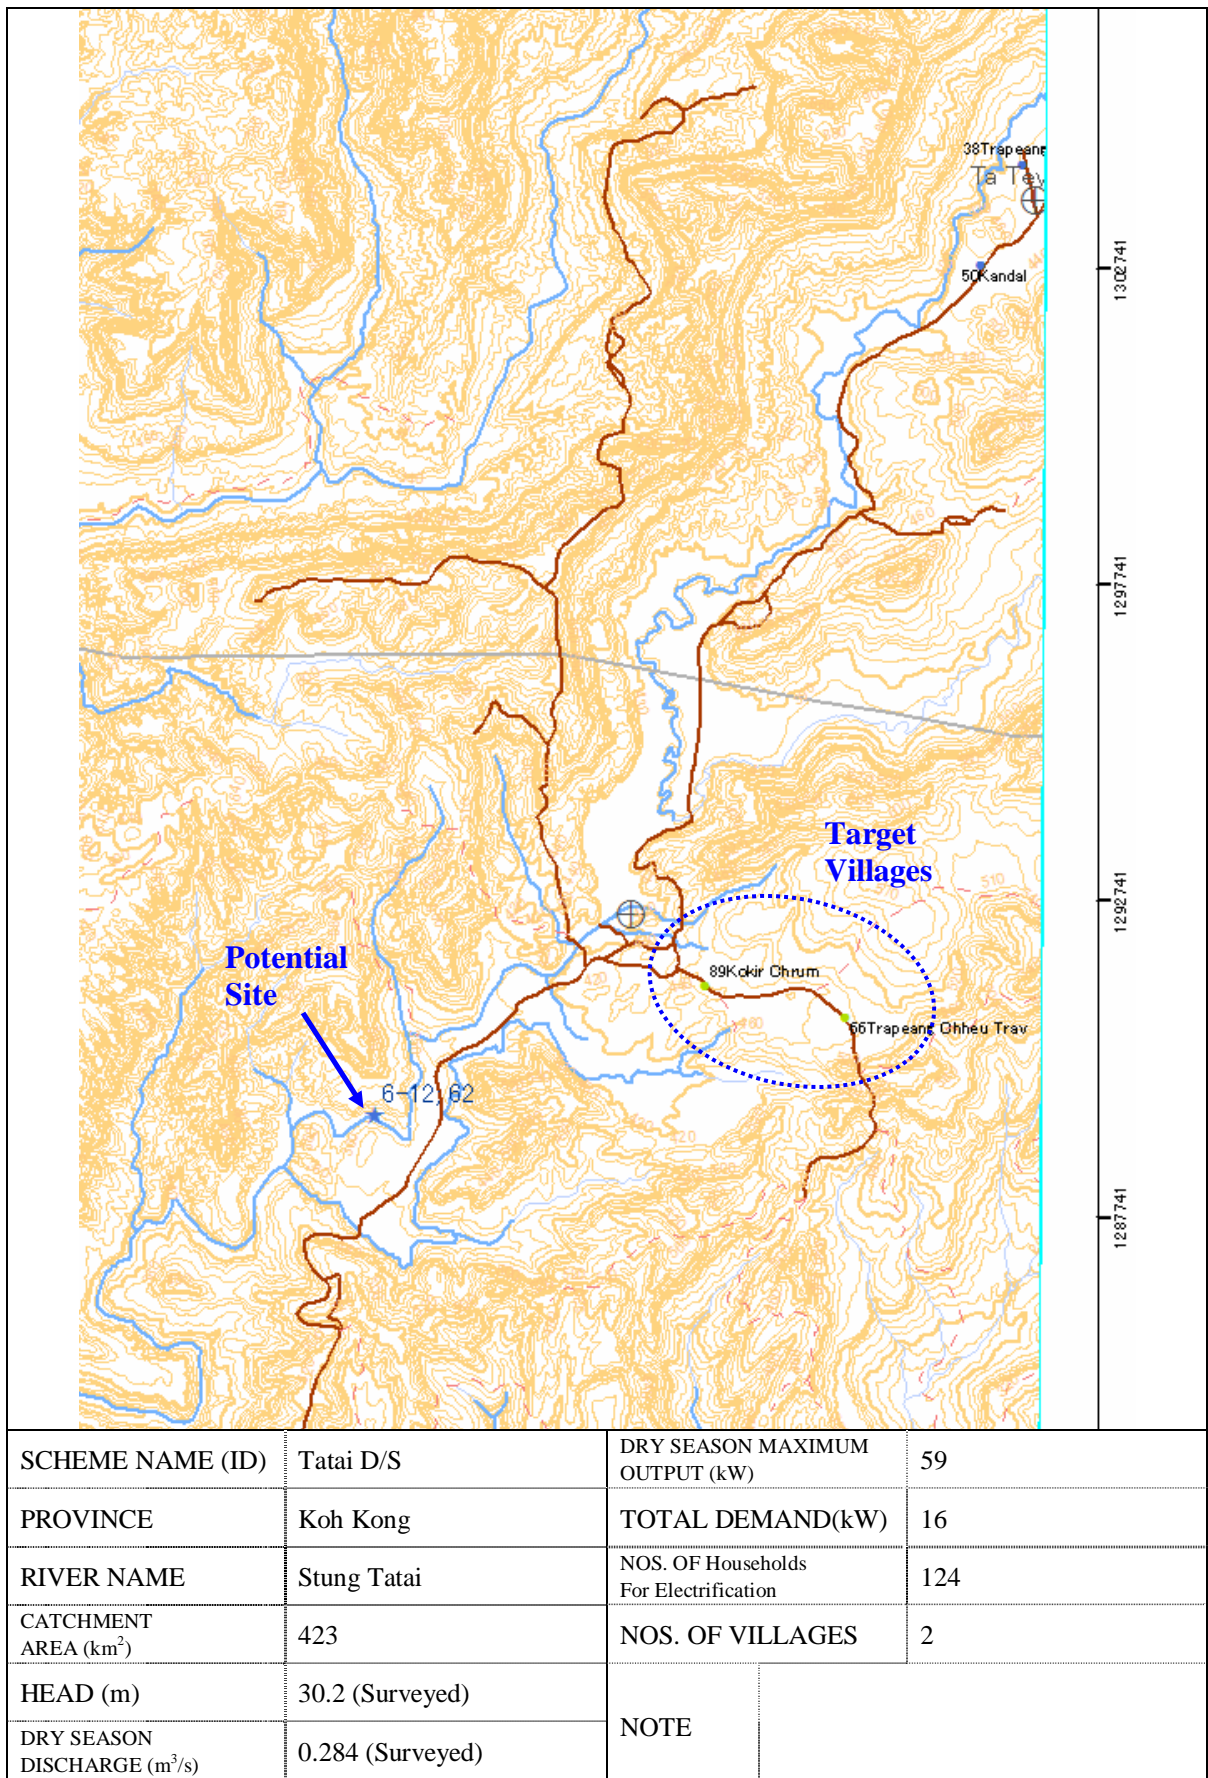 38Trapeang
Ta Tey
50Kandal
1302741
1297741
Target
Villages
510
1292741
Potential
Site
89Kokir Chrum
66Trapeang Chheu Trav
460
6-12, 62
420
1287741
SCHEME NAME (ID)
Tatai D/S
DRY SEASON MAXIMUM
OUTPUT (kW)
59
PROVINCE
Koh Kong
TOTAL DEMAND(kW)
16
RIVER NAME
Stung Tatai
NOS. OF Households
For Electrification
124
CATCHMENT
AREA (km²)
423
NOS. OF VILLAGES
2
HEAD (m)
30.2 (Surveyed)
NOTE
DRY SEASON
DISCHARGE (m³/s)
0.284 (Surveyed)